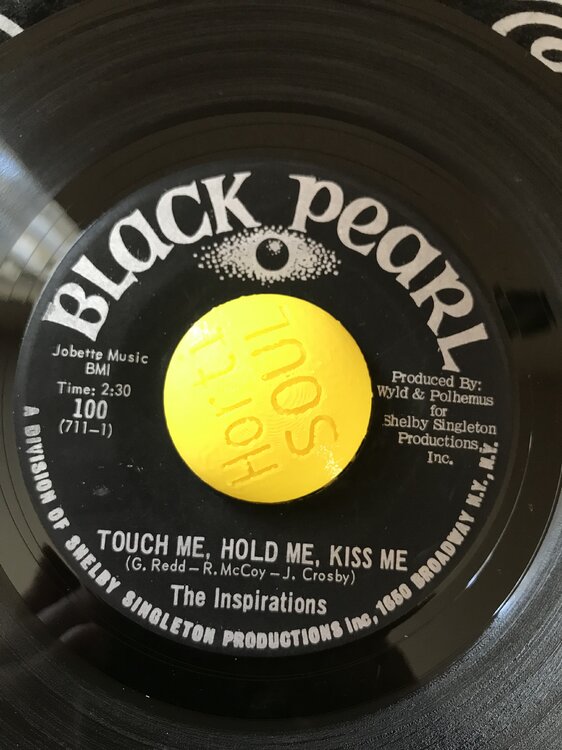 BLACK PEARL
Jobette Music
BMI
Time: 2:30
100
(711-1)
Produced By:
Wyld & Polhemus
for
Shelby Singleton
Productions,
Inc.
SOUL
TOUCH ME, HOLD ME, KISS ME
(G. Redd-R. McCoy-J. Crosby)
The Inspirations
A DIVISION OF SHELBY SINGLETON PRODUCTIONS Inc, 1650 BROADWAY N.Y., N.Y.